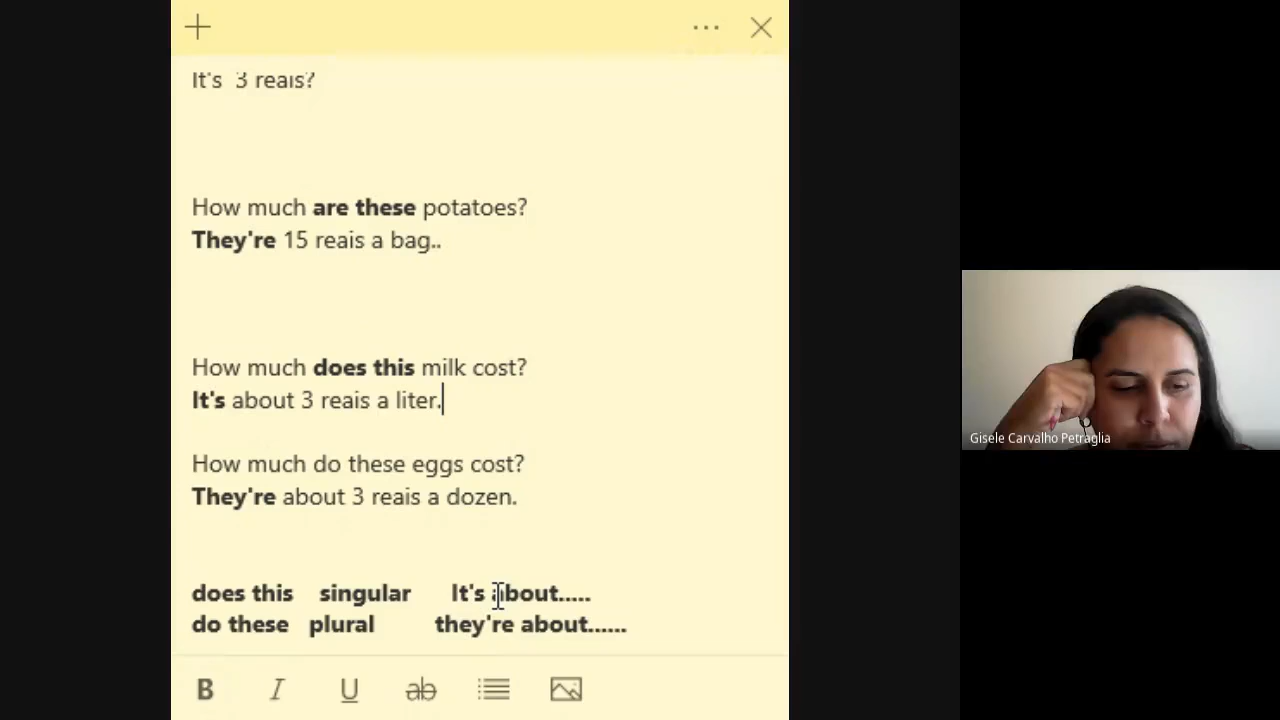 It's 3 reais?
How much are these potatoes?
They're 15 reais a bag..
How much does this milk cost?
It's about 3 reais a liter.
How much do these eggs cost?
They're about 3 reais a dozen.
does this singular It's about.....
do these plural they're about......
B I U ab
Gisele Carvalho Petraglia